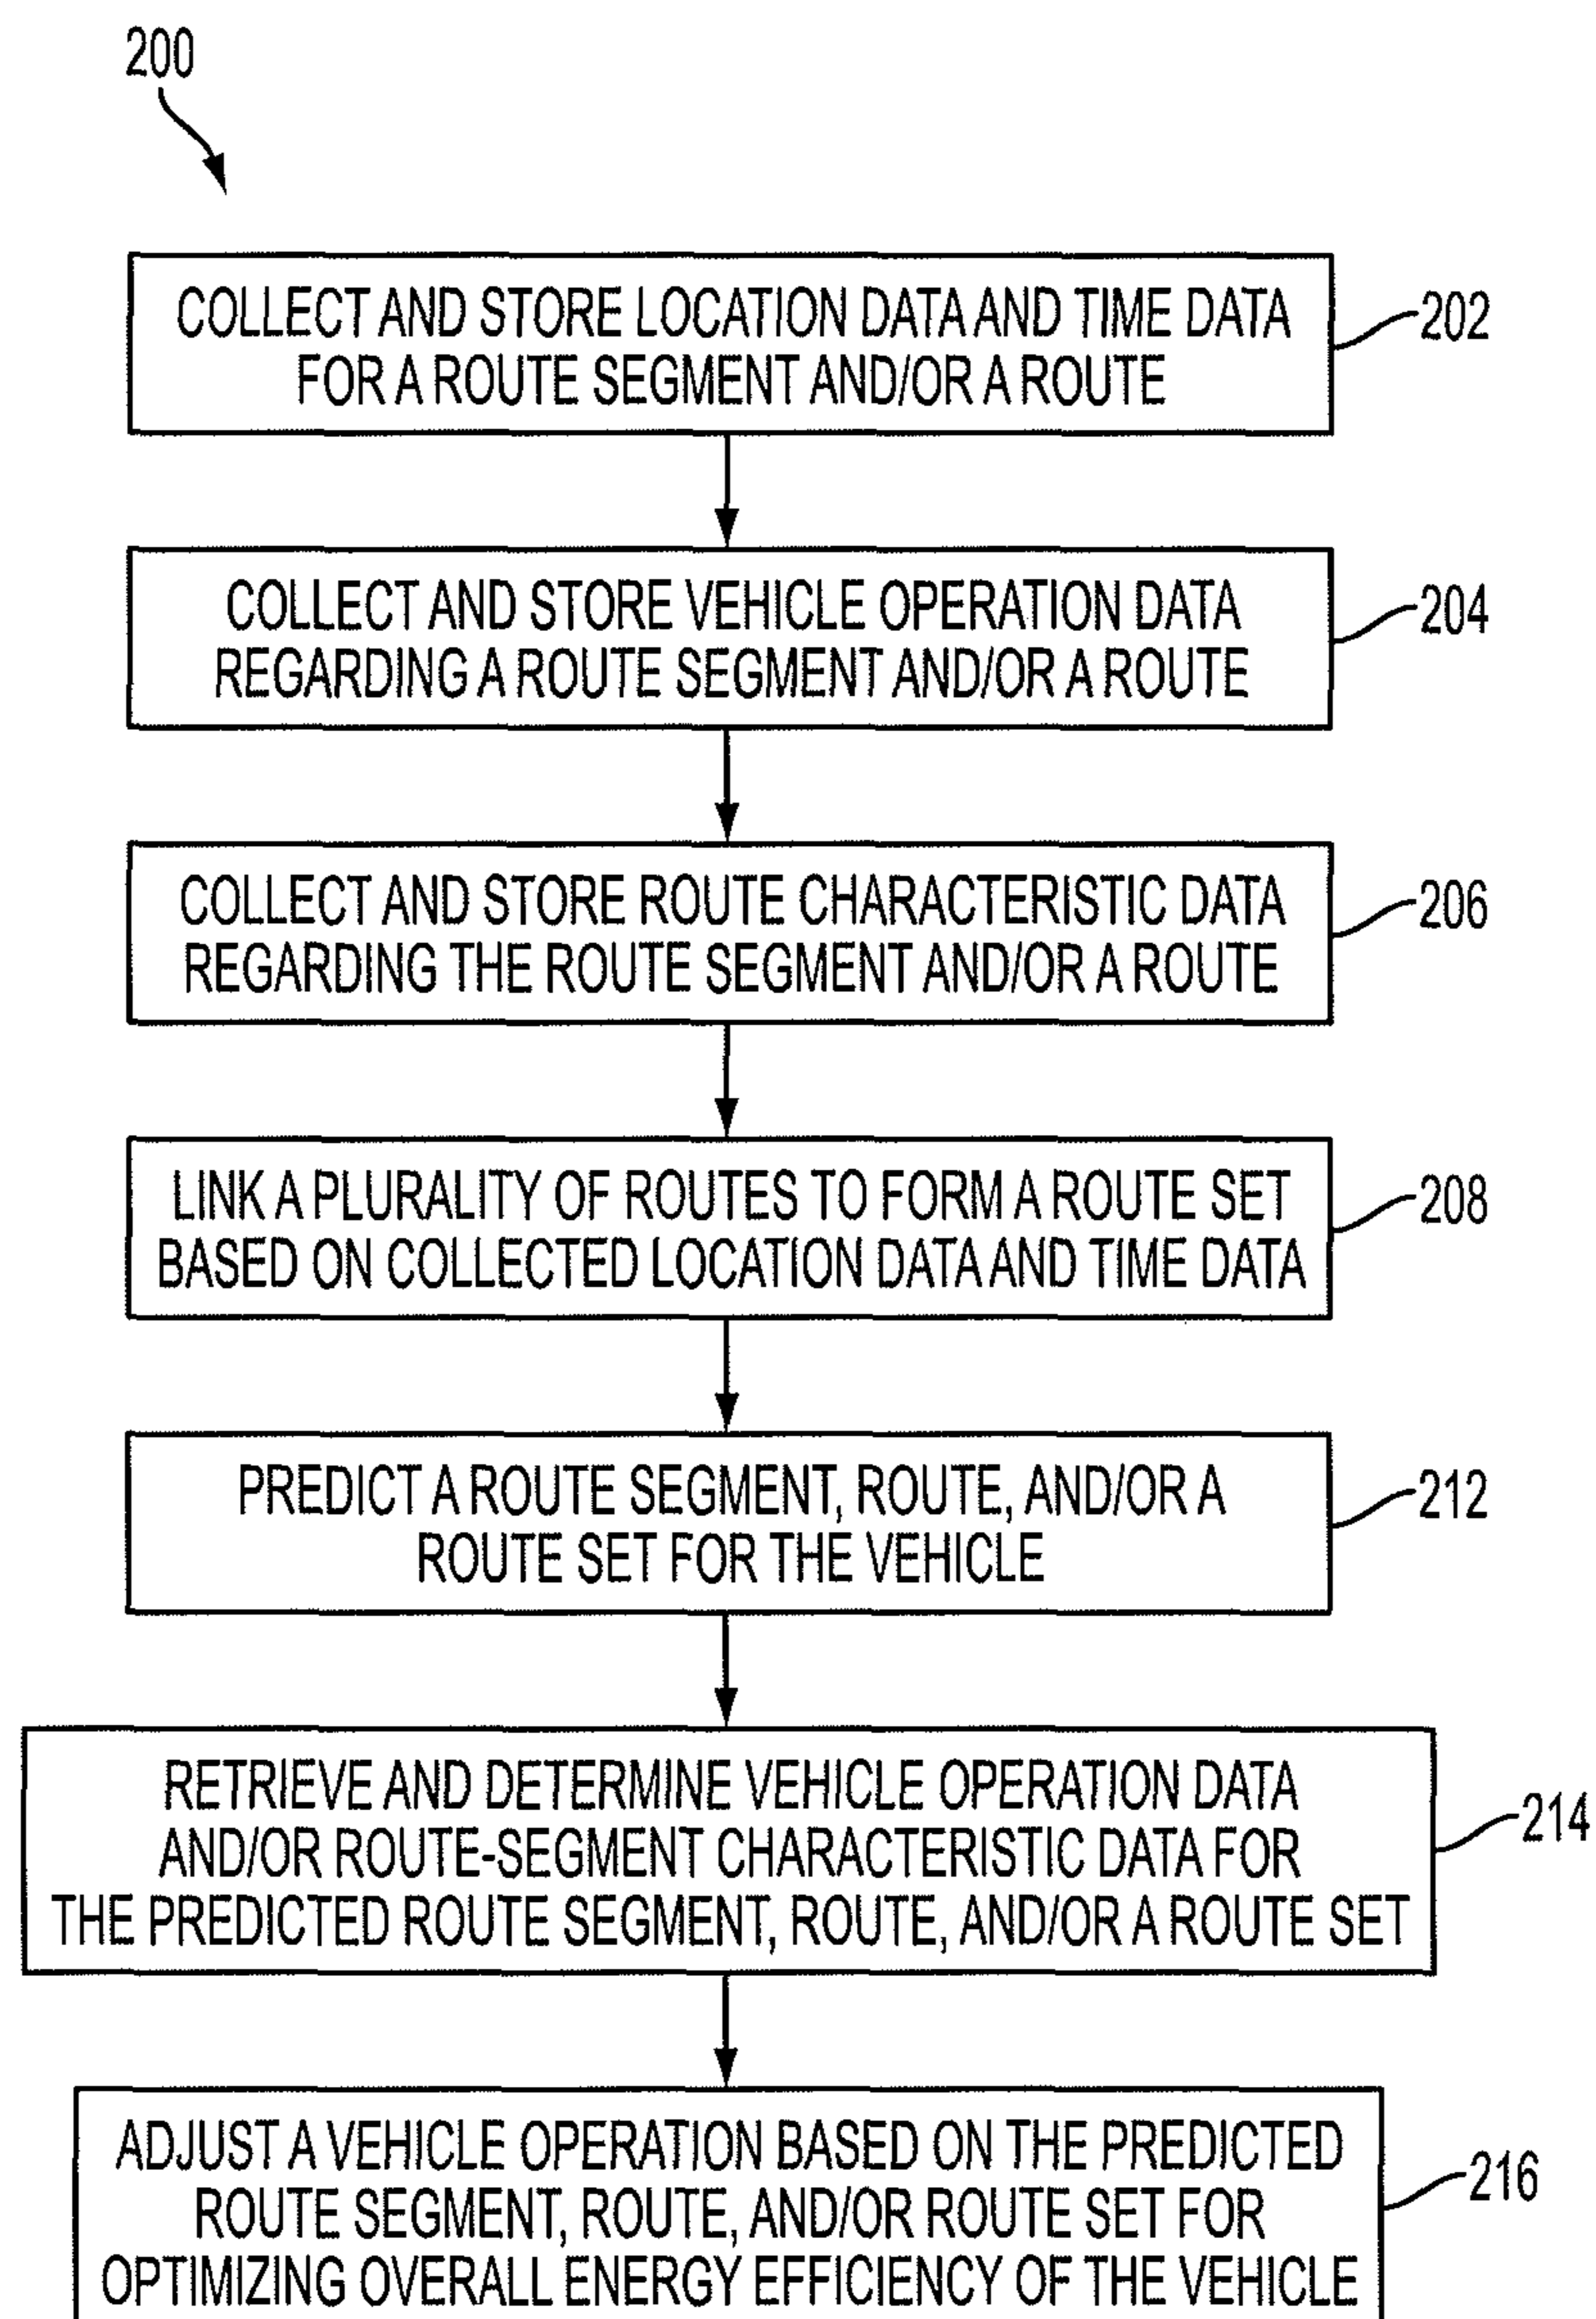 200
COLLECT AND STORE LOCATION DATA AND TIME DATA
FOR A ROUTE SEGMENT AND/OR A ROUTE
202
COLLECT AND STORE VEHICLE OPERATION DATA
REGARDING A ROUTE SEGMENT AND/OR A ROUTE
204
COLLECT AND STORE ROUTE CHARACTERISTIC DATA
REGARDING THE ROUTE SEGMENT AND/OR A ROUTE
206
LINK A PLURALITY OF ROUTES TO FORM A ROUTE SET
BASED ON COLLECTED LOCATION DATA AND TIME DATA
208
PREDICT A ROUTE SEGMENT, ROUTE, AND/OR A
ROUTE SET FOR THE VEHICLE
212
RETRIEVE AND DETERMINE VEHICLE OPERATION DATA
AND/OR ROUTE-SEGMENT CHARACTERISTIC DATA FOR
THE PREDICTED ROUTE SEGMENT, ROUTE, AND/OR A ROUTE SET
214
ADJUST A VEHICLE OPERATION BASED ON THE PREDICTED
ROUTE SEGMENT, ROUTE, AND/OR ROUTE SET FOR
OPTIMIZING OVERALL ENERGY EFFICIENCY OF THE VEHICLE
216